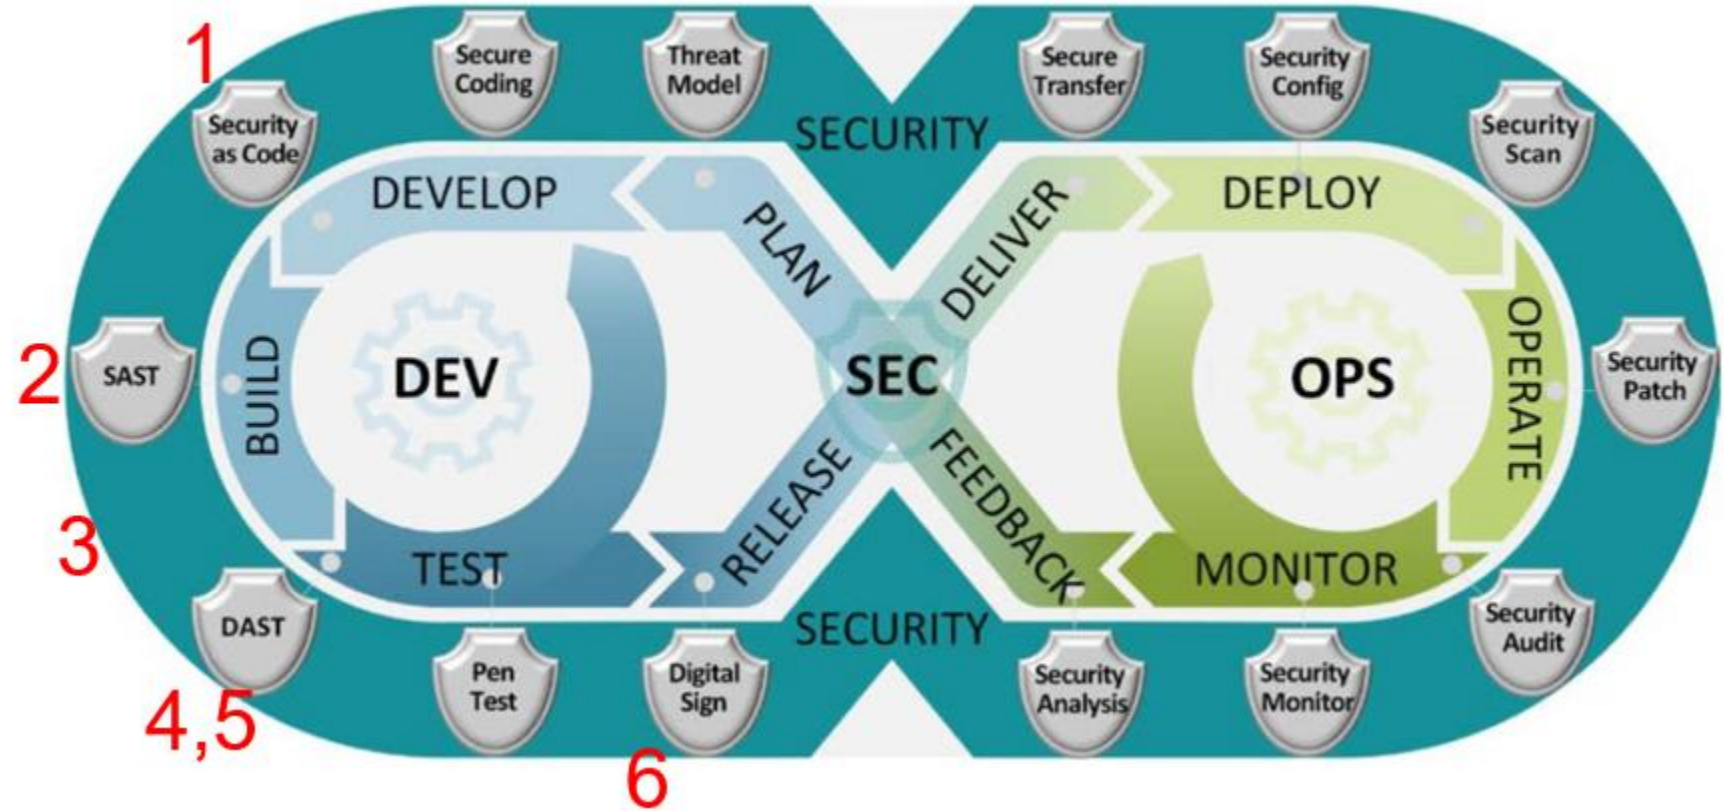 1
Secure
Coding
Threat
Model
Secure
Transfer
Security
Config
Security
as Code
SECURITY
Security
Scan
DEVELOP
PLAN
DELIVER
DEPLOY
2
SAST
BUILD
DEV
SEC
OPS
OPERATE
Security
Patch
3
TEST
RELEASE
FEEDBACK
MONITOR
DAST
SECURITY
Security
Audit
4,5
Pen
Test
Digital
Sign
Security
Analysis
Security
Monitor
6